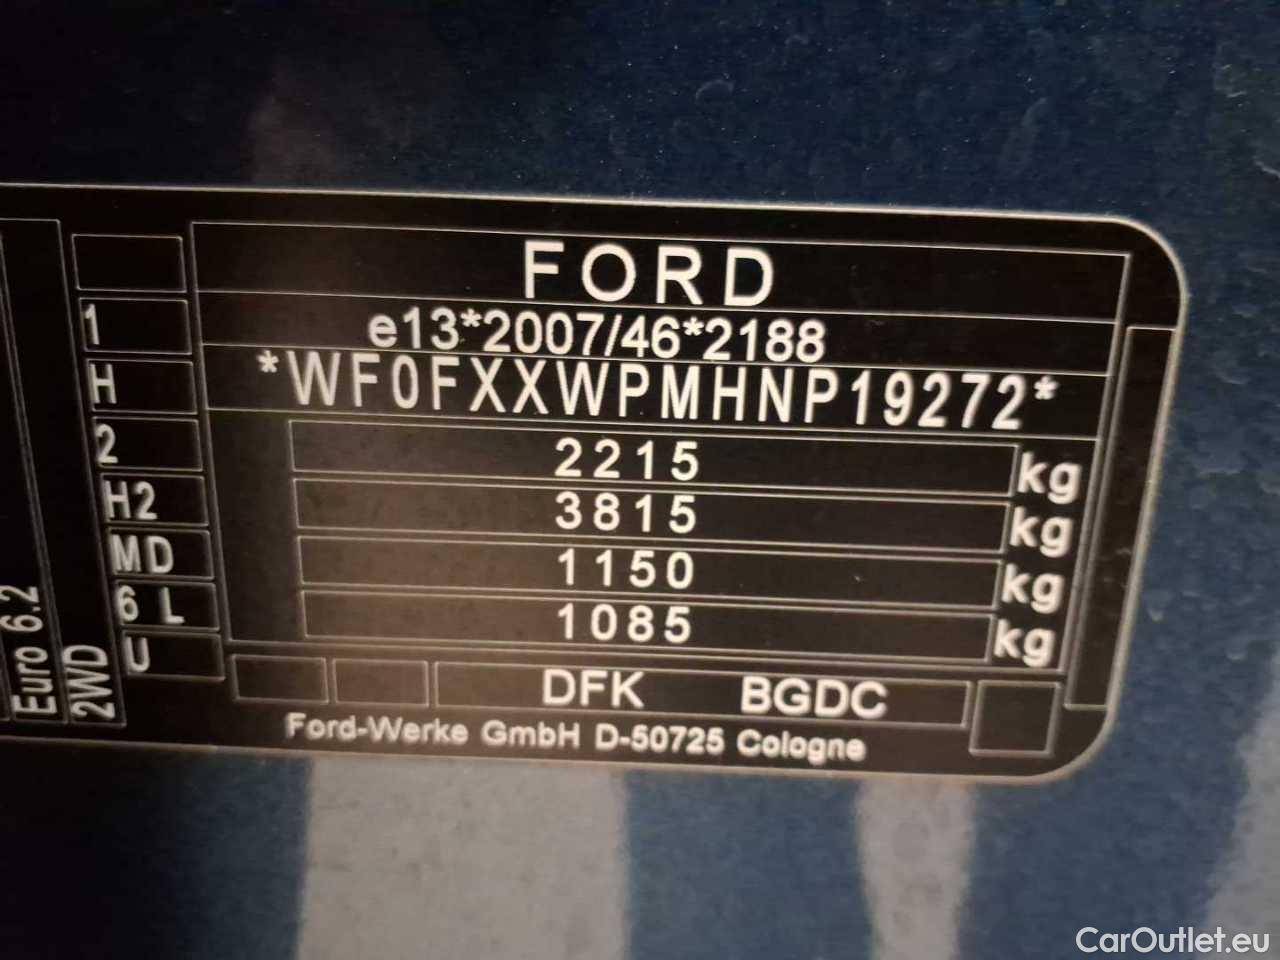 FORD
e13*2007/46*2188
*WF0FXXWPMHNP19272*
2215 kg
3815 kg
1150 kg
1085 kg
1
H
2
H2
MD
6 L
U
Euro 6.2
2WD
DFK BGDC
Ford-Werke GmbH D-50725 Cologne
CarOutlet.eu